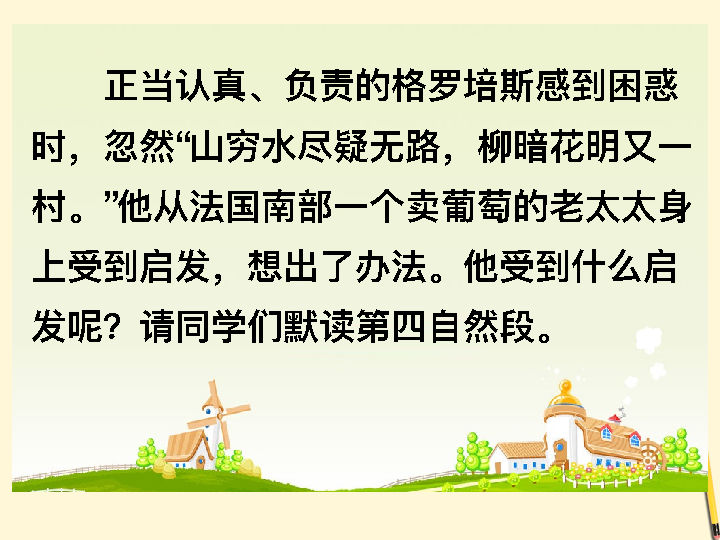 正当认真、负责的格罗培斯感到困惑
时，忽然“山穷水尽疑无路，柳暗花明又一
村。”他从法国南部一个卖葡萄的老太太身
上受到启发，想出了办法。他受到什么启
发呢？请同学们默读第四自然段。